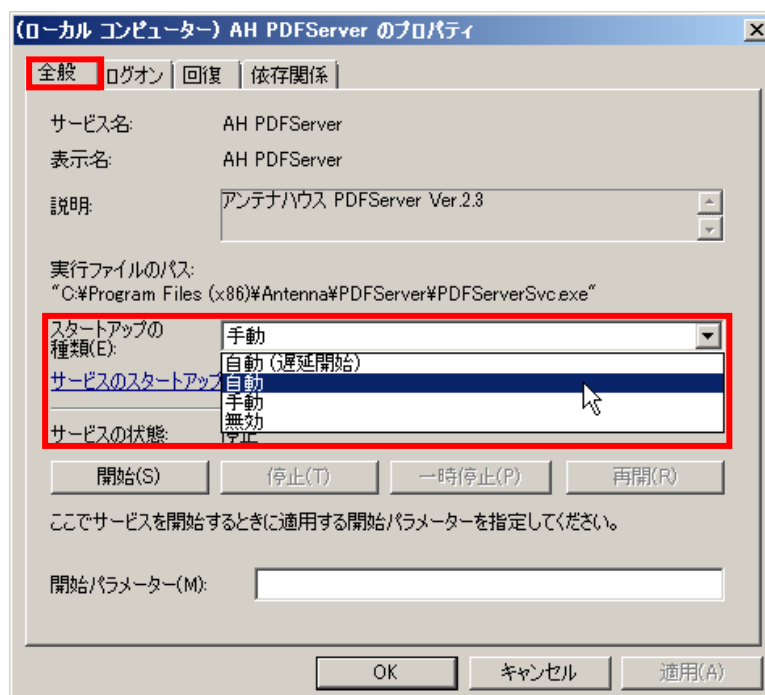 (ローカル コンピューター) AH PDFServer のプロパティ
全般 ログオン 回復 依存関係
サービス名: AH PDFServer
表示名: AH PDFServer
説明: アンテナハウス PDFServer Ver.2.3
実行ファイルのパス:
"C:¥Program Files (x86)¥Antenna¥PDFServer¥PDFServerSvc.exe"
スタートアップの
種類(E): 手動
自動 (遅延開始)
サービスのスタートアップ 自動
手動
無効
サービスの状態: 停止
開始(S) 停止(T) 一時停止(P) 再開(R)
ここでサービスを開始するときに適用する開始パラメーターを指定してください。
開始パラメーター(M):
OK キャンセル 適用(A)